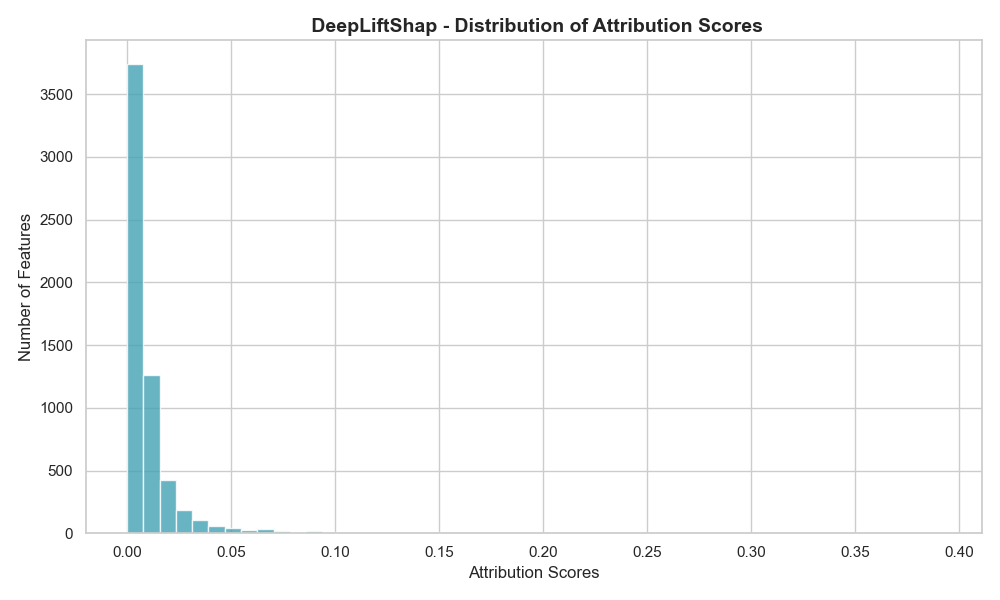 DeepLiftShap - Distribution of Attribution Scores
Number of Features
3500
3000
2500
2000
1500
1000
500
0
0.00 0.05 0.10 0.15 0.20 0.25 0.30 0.35 0.40
Attribution Scores